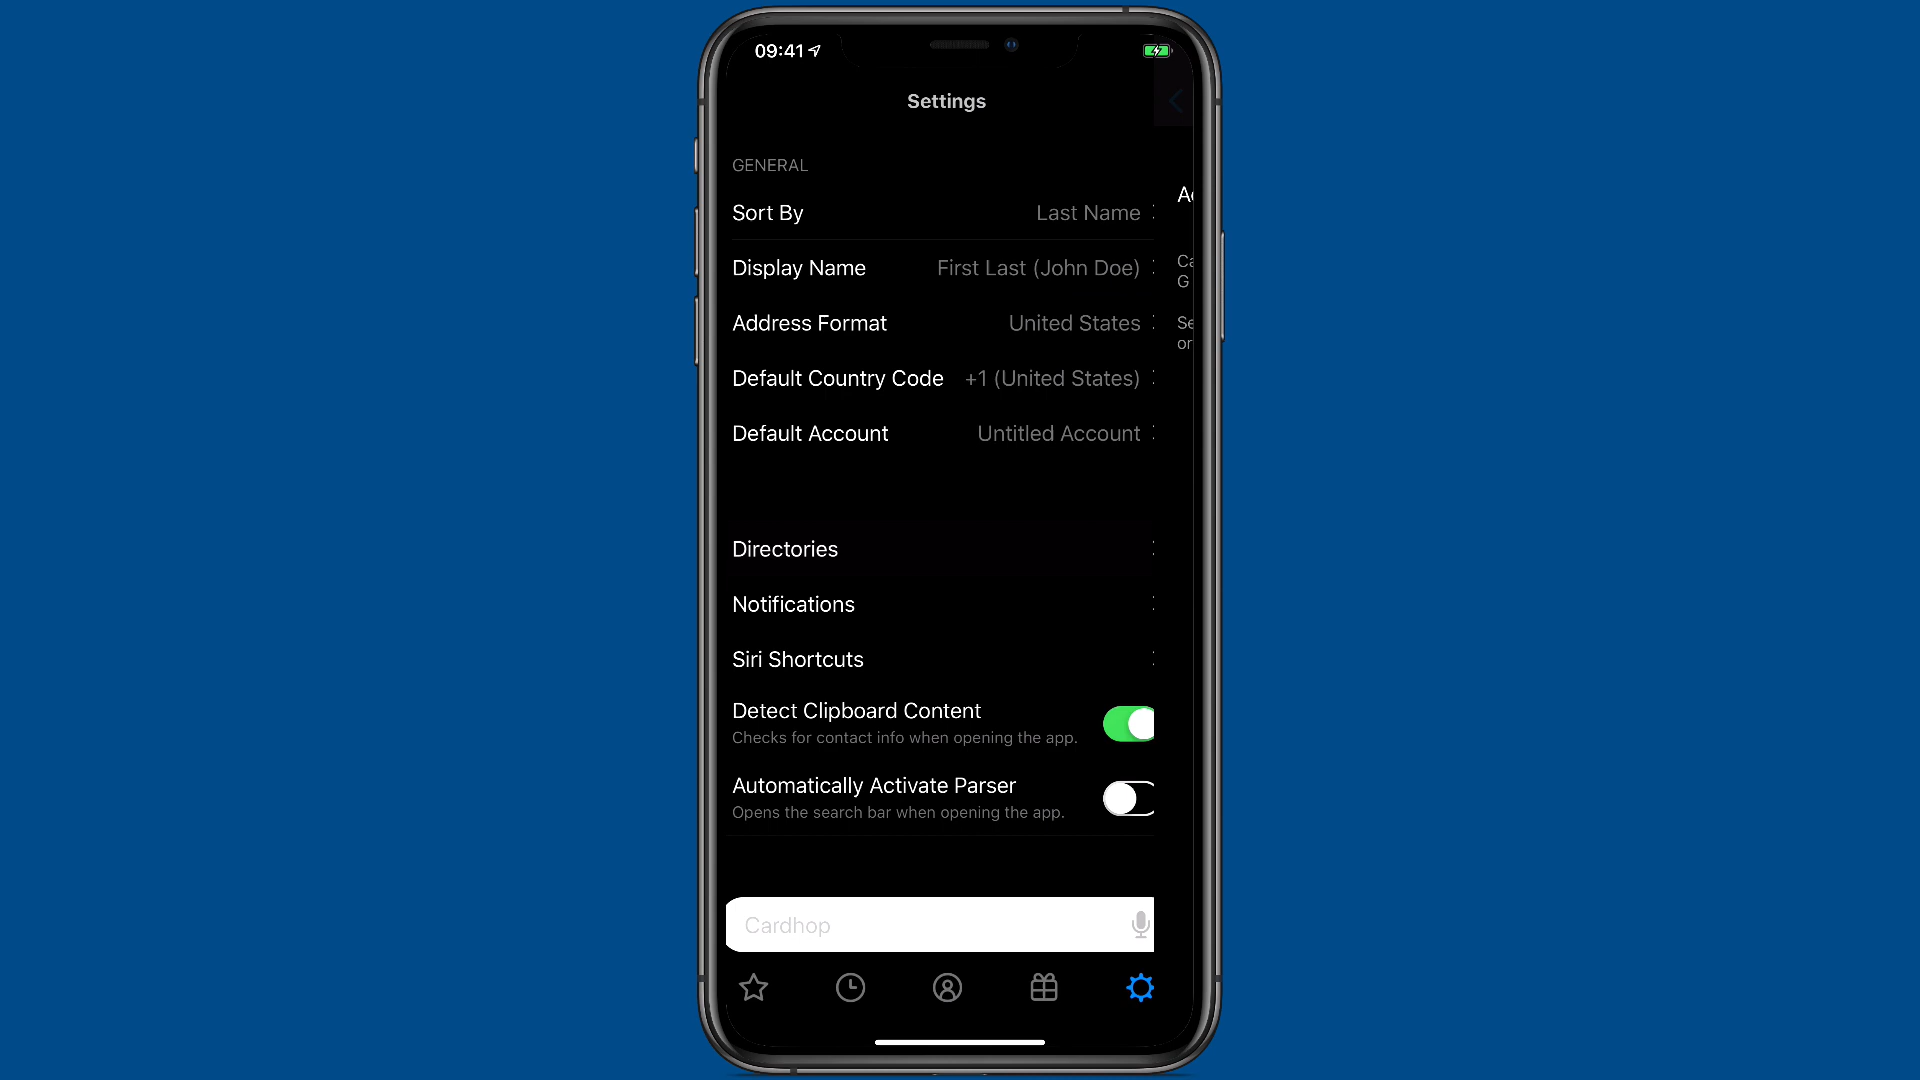 09:41
Settings
GENERAL
Sort By Last Name
Display Name First Last (John Doe)
Address Format United States
Default Country Code +1 (United States)
Default Account Untitled Account
Directories
Notifications
Siri Shortcuts
Detect Clipboard Content
Checks for contact info when opening the app.
Automatically Activate Parser
Opens the search bar when opening the app.
Cardhop